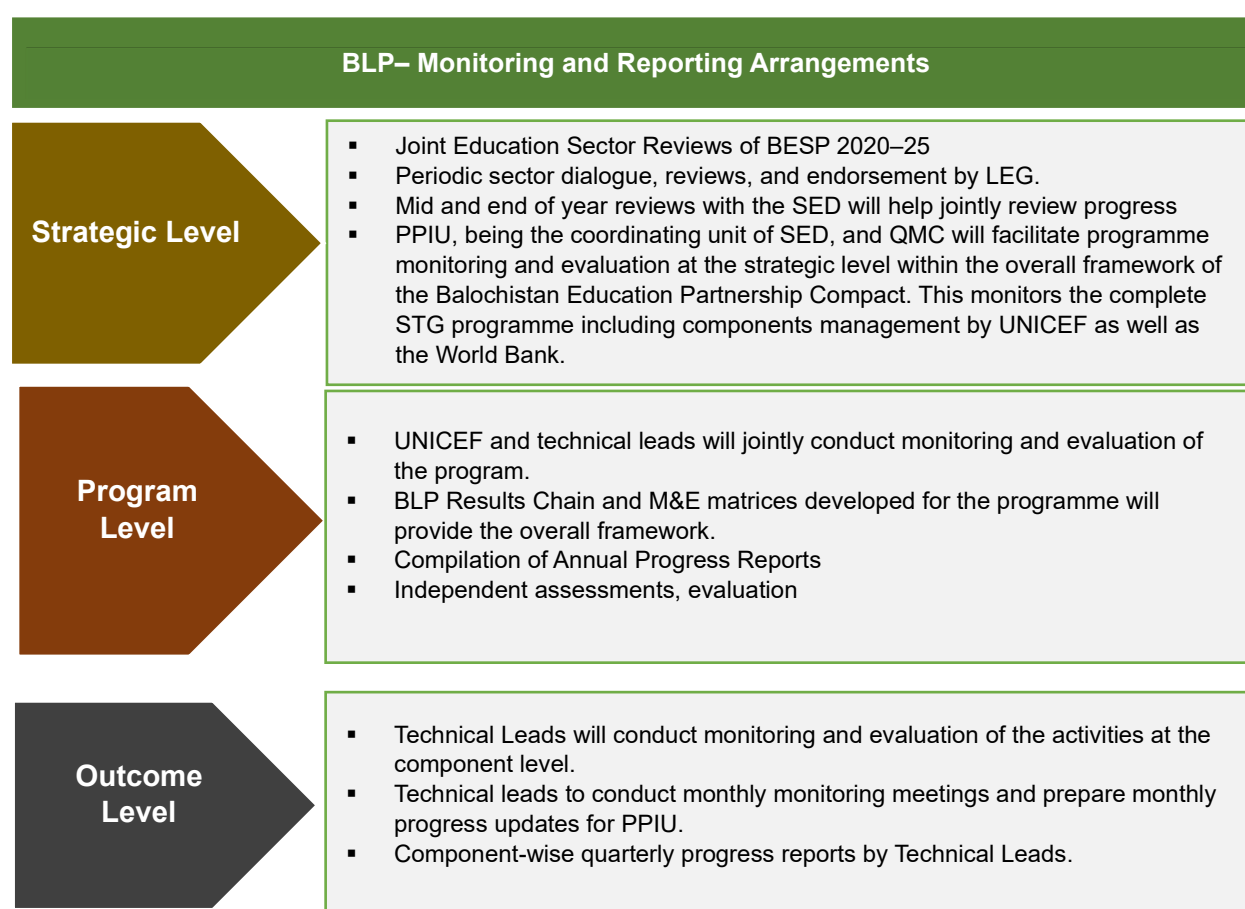 BLP– Monitoring and Reporting Arrangements
Strategic Level
▪ Joint Education Sector Reviews of BESP 2020–25
▪ Periodic sector dialogue, reviews, and endorsement by LEG.
▪ Mid and end of year reviews with the SED will help jointly review progress
▪ PPIU, being the coordinating unit of SED, and QMC will facilitate programme
monitoring and evaluation at the strategic level within the overall framework of
the Balochistan Education Partnership Compact. This monitors the complete
STG programme including components management by UNICEF as well as
the World Bank.
Program
Level
▪ UNICEF and technical leads will jointly conduct monitoring and evaluation of
the program.
▪ BLP Results Chain and M&E matrices developed for the programme will
provide the overall framework.
▪ Compilation of Annual Progress Reports
▪ Independent assessments, evaluation
Outcome
Level
▪ Technical Leads will conduct monitoring and evaluation of the activities at the
component level.
▪ Technical leads to conduct monthly monitoring meetings and prepare monthly
progress updates for PPIU.
▪ Component-wise quarterly progress reports by Technical Leads.